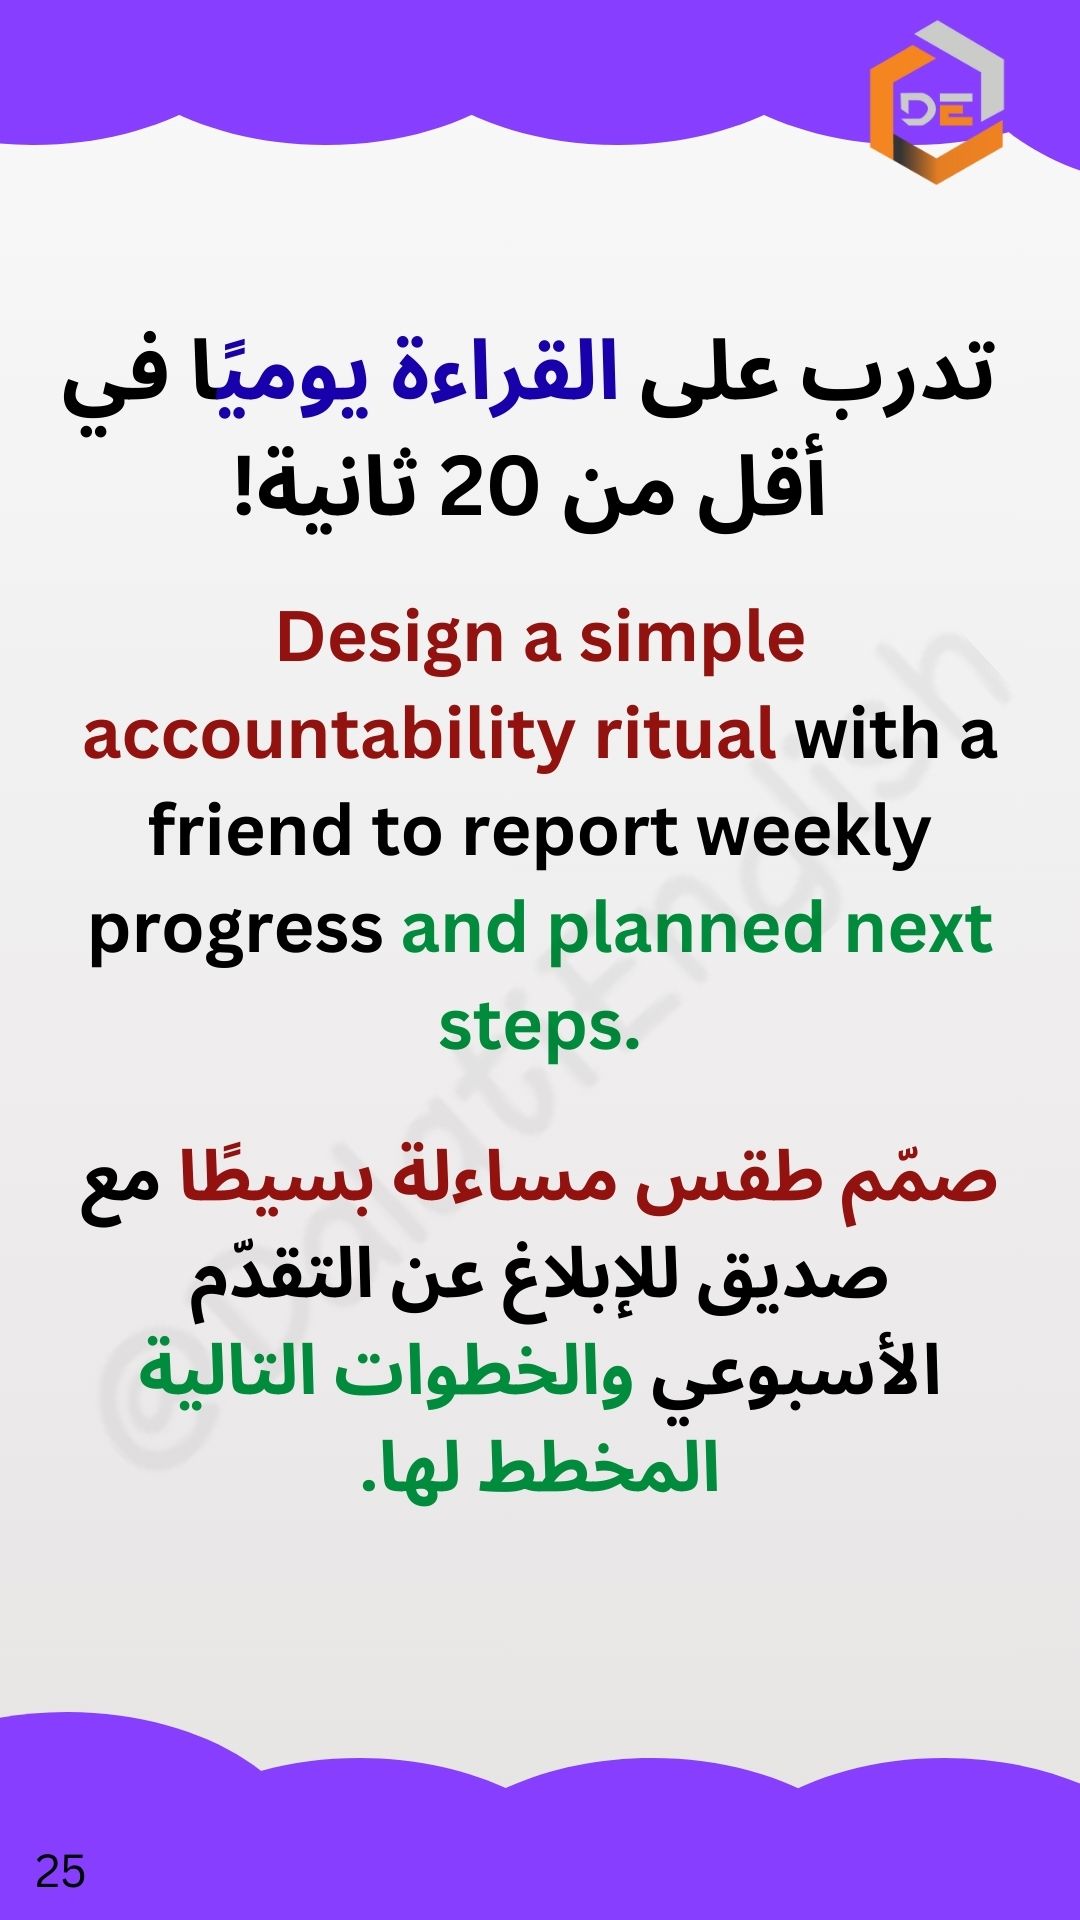 DE
تدرب على القراءة يوميًا في
أقل من 20 ثانية!
Design a simple
accountability ritual with a
friend to report weekly
progress and planned next
steps.
صمّم طقس مساءلة بسيطًا مع
صديق للإبلاغ عن التقدّم
الأسبوعي والخطوات التالية
المخطط لها.
@DalatiEnglish
25